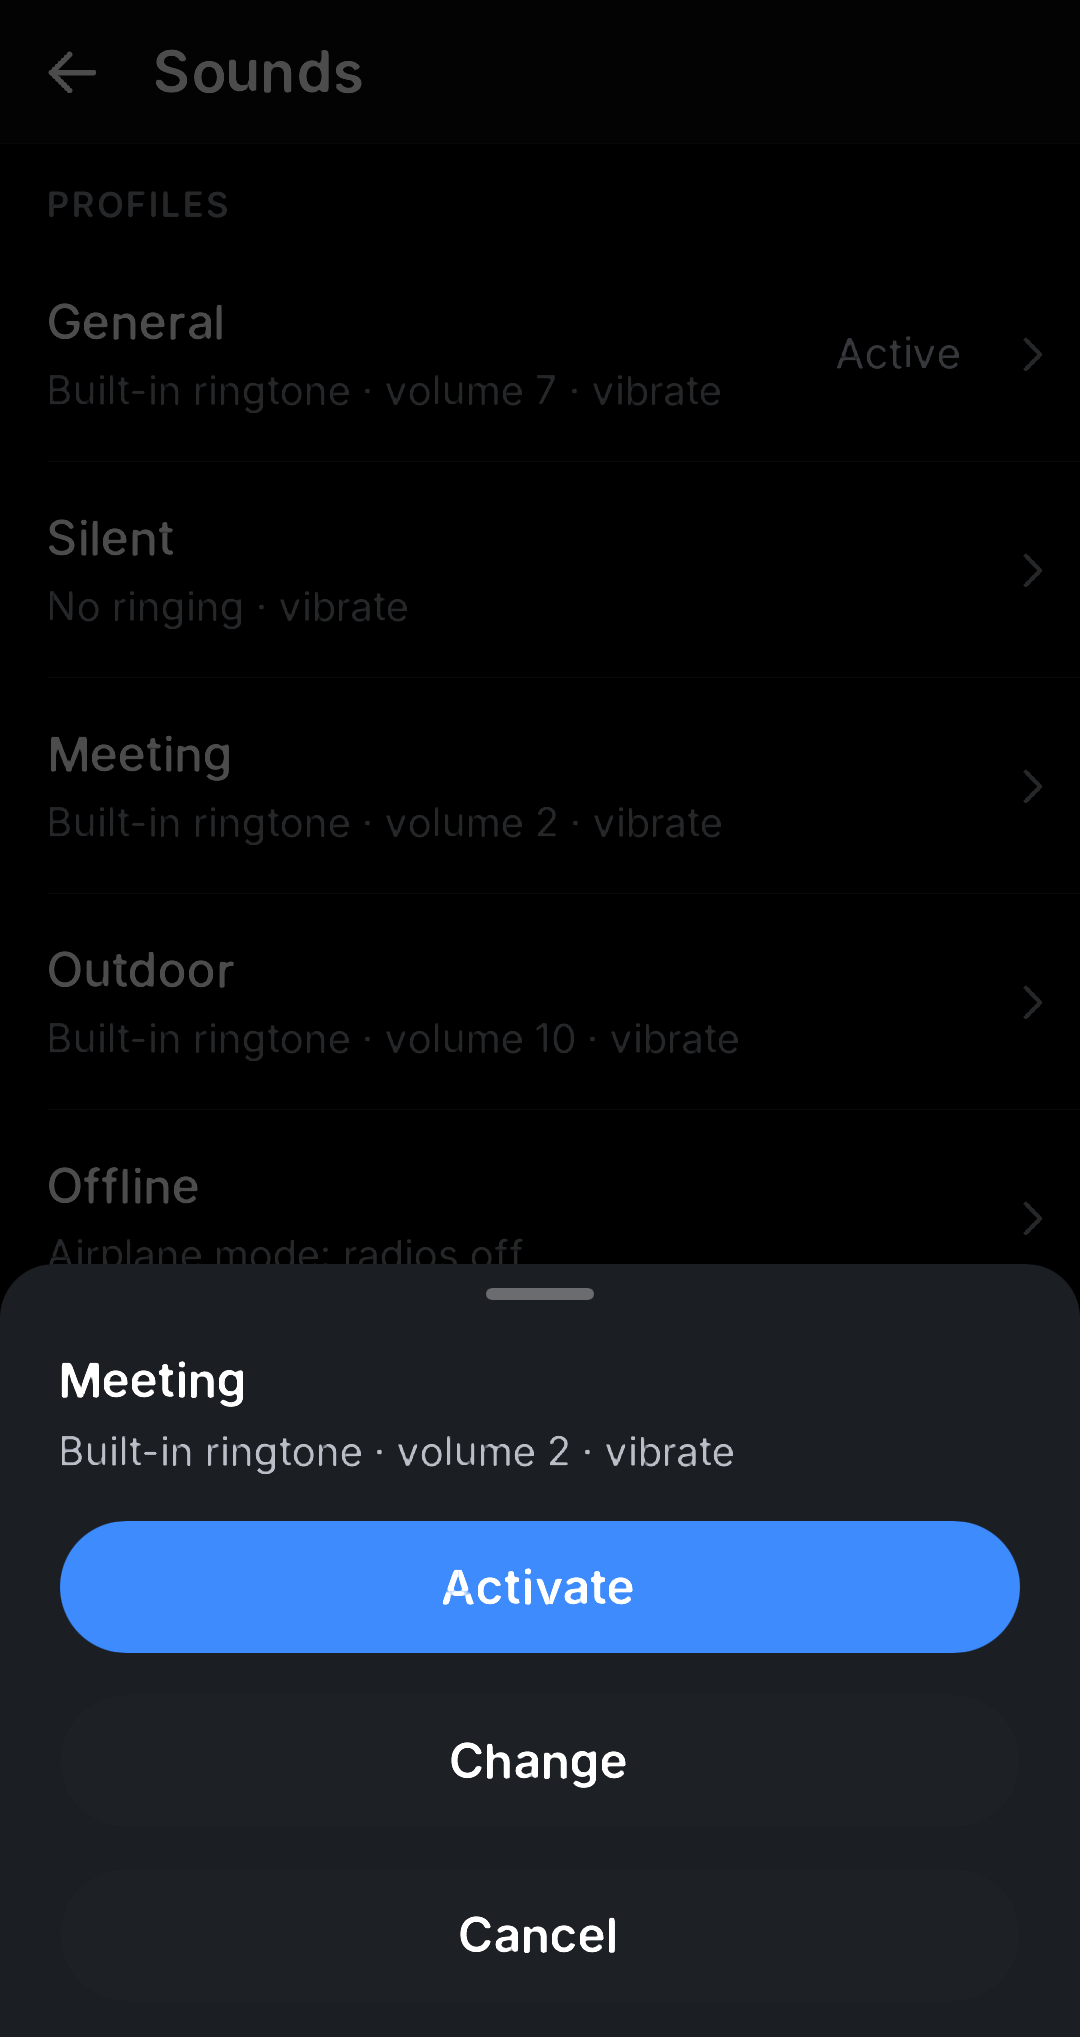 Sounds
PROFILES
General
Built-in ringtone · volume 7 · vibrate
Active
Silent
No ringing · vibrate
Meeting
Built-in ringtone · volume 2 · vibrate
Outdoor
Built-in ringtone · volume 10 · vibrate
Offline
Airplane mode: radios off
Meeting
Built-in ringtone · volume 2 · vibrate
Activate
Change
Cancel